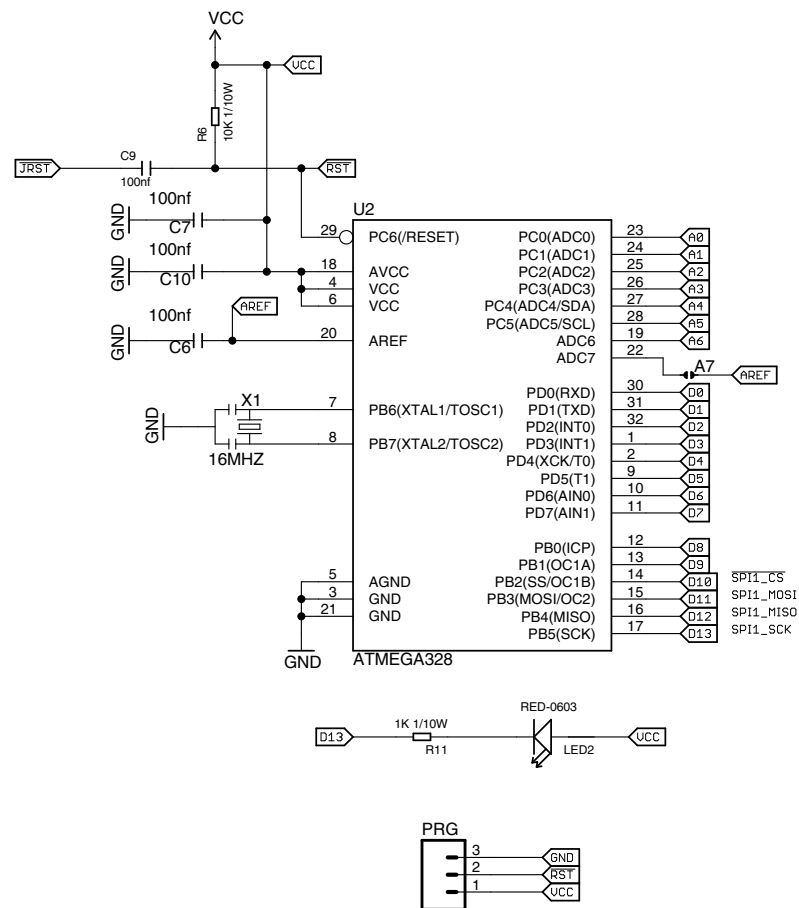 VCC
VCC
R6
10K 1/10W
JRST
C9
100nf
RST
100nf
GND
C7
100nf
GND
C10
100nf
GND
C6
AREF
U2
29 PC6(/RESET)
18 AVCC
4 VCC
6 VCC
20 AREF
7 PB6(XTAL1/TOSC1)
8 PB7(XTAL2/TOSC2)
GND
X1
16MHZ
5 AGND
3 GND
21 GND
GND
ATMEGA328
PC0(ADC0) 23 A0
PC1(ADC1) 24 A1
PC2(ADC2) 25 A2
PC3(ADC3) 26 A3
PC4(ADC4/SDA) 27 A4
PC5(ADC5/SCL) 28 A5
ADC6 19 A6
ADC7 22 A7 AREF
PD0(RXD) 30 D0
PD1(TXD) 31 D1
PD2(INT0) 32 D2
PD3(INT1) 1 D3
PD4(XCK/T0) 2 D4
PD5(T1) 9 D5
PD6(AIN0) 10 D6
PD7(AIN1) 11 D7
PB0(ICP) 12 D8
PB1(OC1A) 13 D9
PB2(SS/OC1B) 14 D10 SPI1_CS
PB3(MOSI/OC2) 15 D11 SPI1_MOSI
PB4(MISO) 16 D12 SPI1_MISO
PB5(SCK) 17 D13 SPI1_SCK
D13
1K 1/10W
R11
RED-0603
LED2
VCC
PRG
3 GND
2 RST
1 VCC